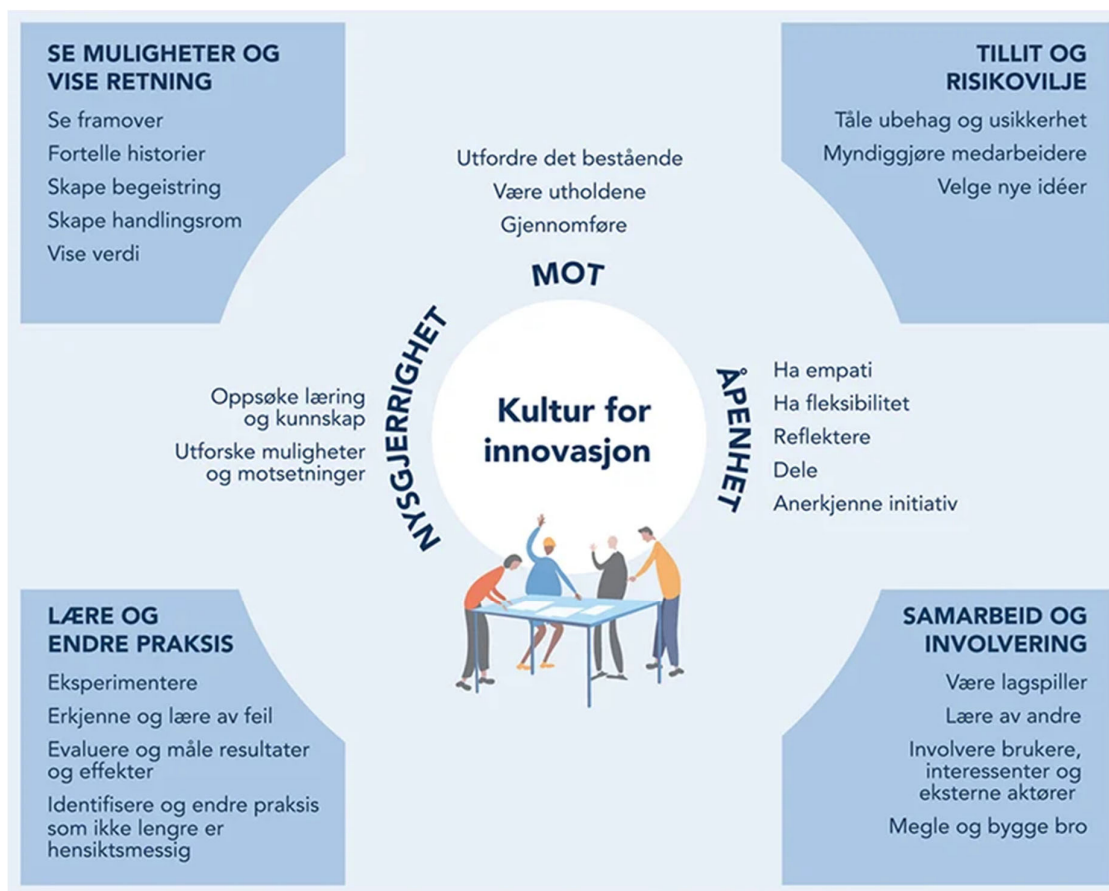 SE MULIGHETER OG
VISE RETNING
Se framover
Fortelle historier
Skape begeistring
Skape handlingsrom
Vise verdi
TILLIT OG
RISIKOVILJE
Tåle ubehag og usikkerhet
Myndiggjøre medarbeidere
Velge nye idéer
Utfordre det bestående
Være utholdene
Gjennomføre
MOT
NYSGJERRIGHET
Oppsøke læring
og kunnskap
Utforske muligheter
og motsetninger
Kultur for
innovasjon
ÅPENHET
Ha empati
Ha fleksibilitet
Reflektere
Dele
Anerkjenne initiativ
LÆRE OG
ENDRE PRAKSIS
Eksperimentere
Erkjenne og lære av feil
Evaluere og måle resultater
og effekter
Identifisere og endre praksis
som ikke lengre er
hensiktsmessig
SAMARBEID OG
INVOLVERING
Være lagspiller
Lære av andre
Involvere brukere,
interessenter og
eksterne aktører
Megle og bygge bro